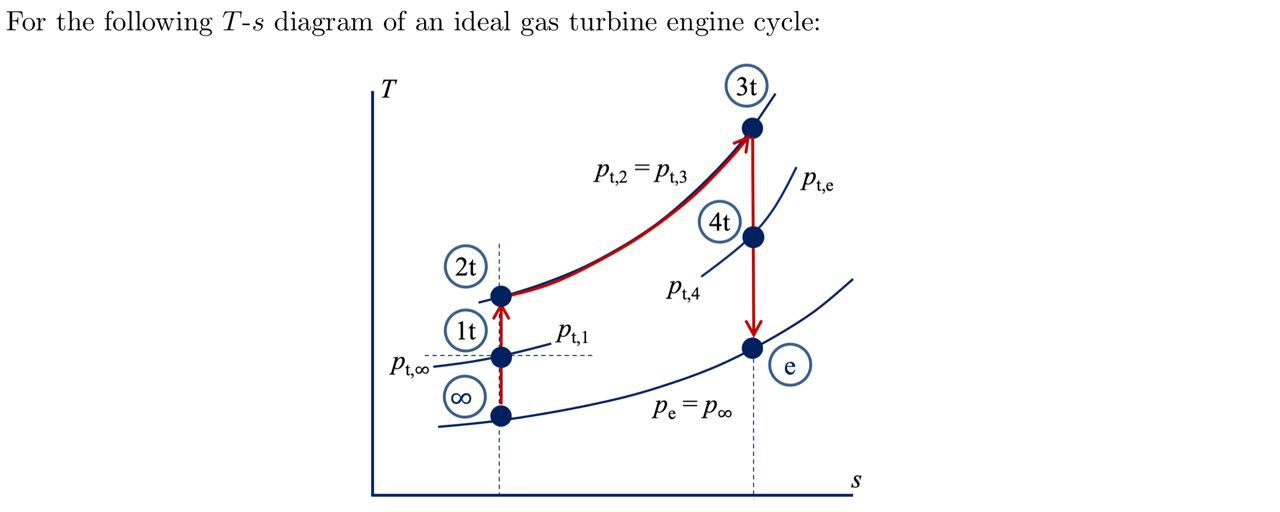 For the following T-s diagram of an ideal gas turbine engine cycle:
T
3t
pt,2 = pt,3
pt,e
4t
2t
pt,4
1t
pt,1
pt,∞
e
∞
pe = p∞
s